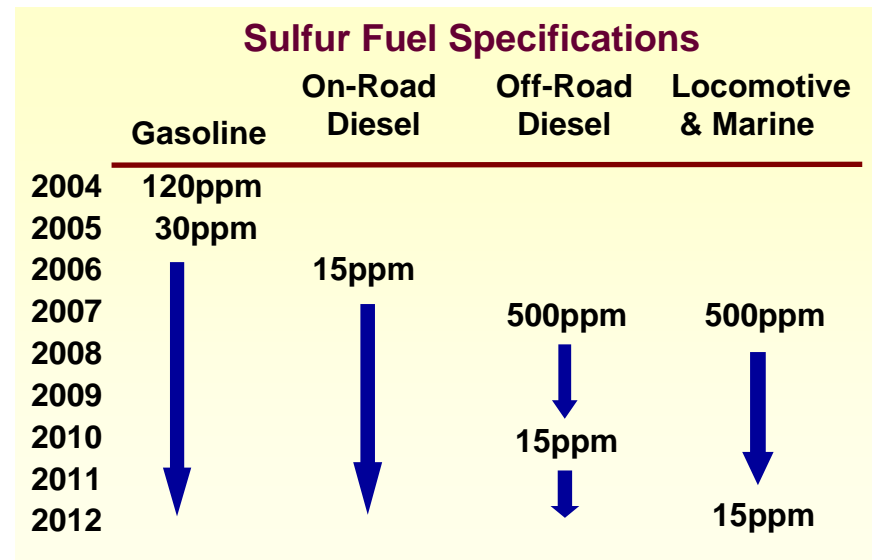 Sulfur Fuel Specifications
On-Road Off-Road Locomotive
Gasoline Diesel Diesel & Marine
2004 120ppm
2005 30ppm
2006 15ppm
2007 500ppm 500ppm
2008
2009
2010 15ppm
2011
2012 15ppm